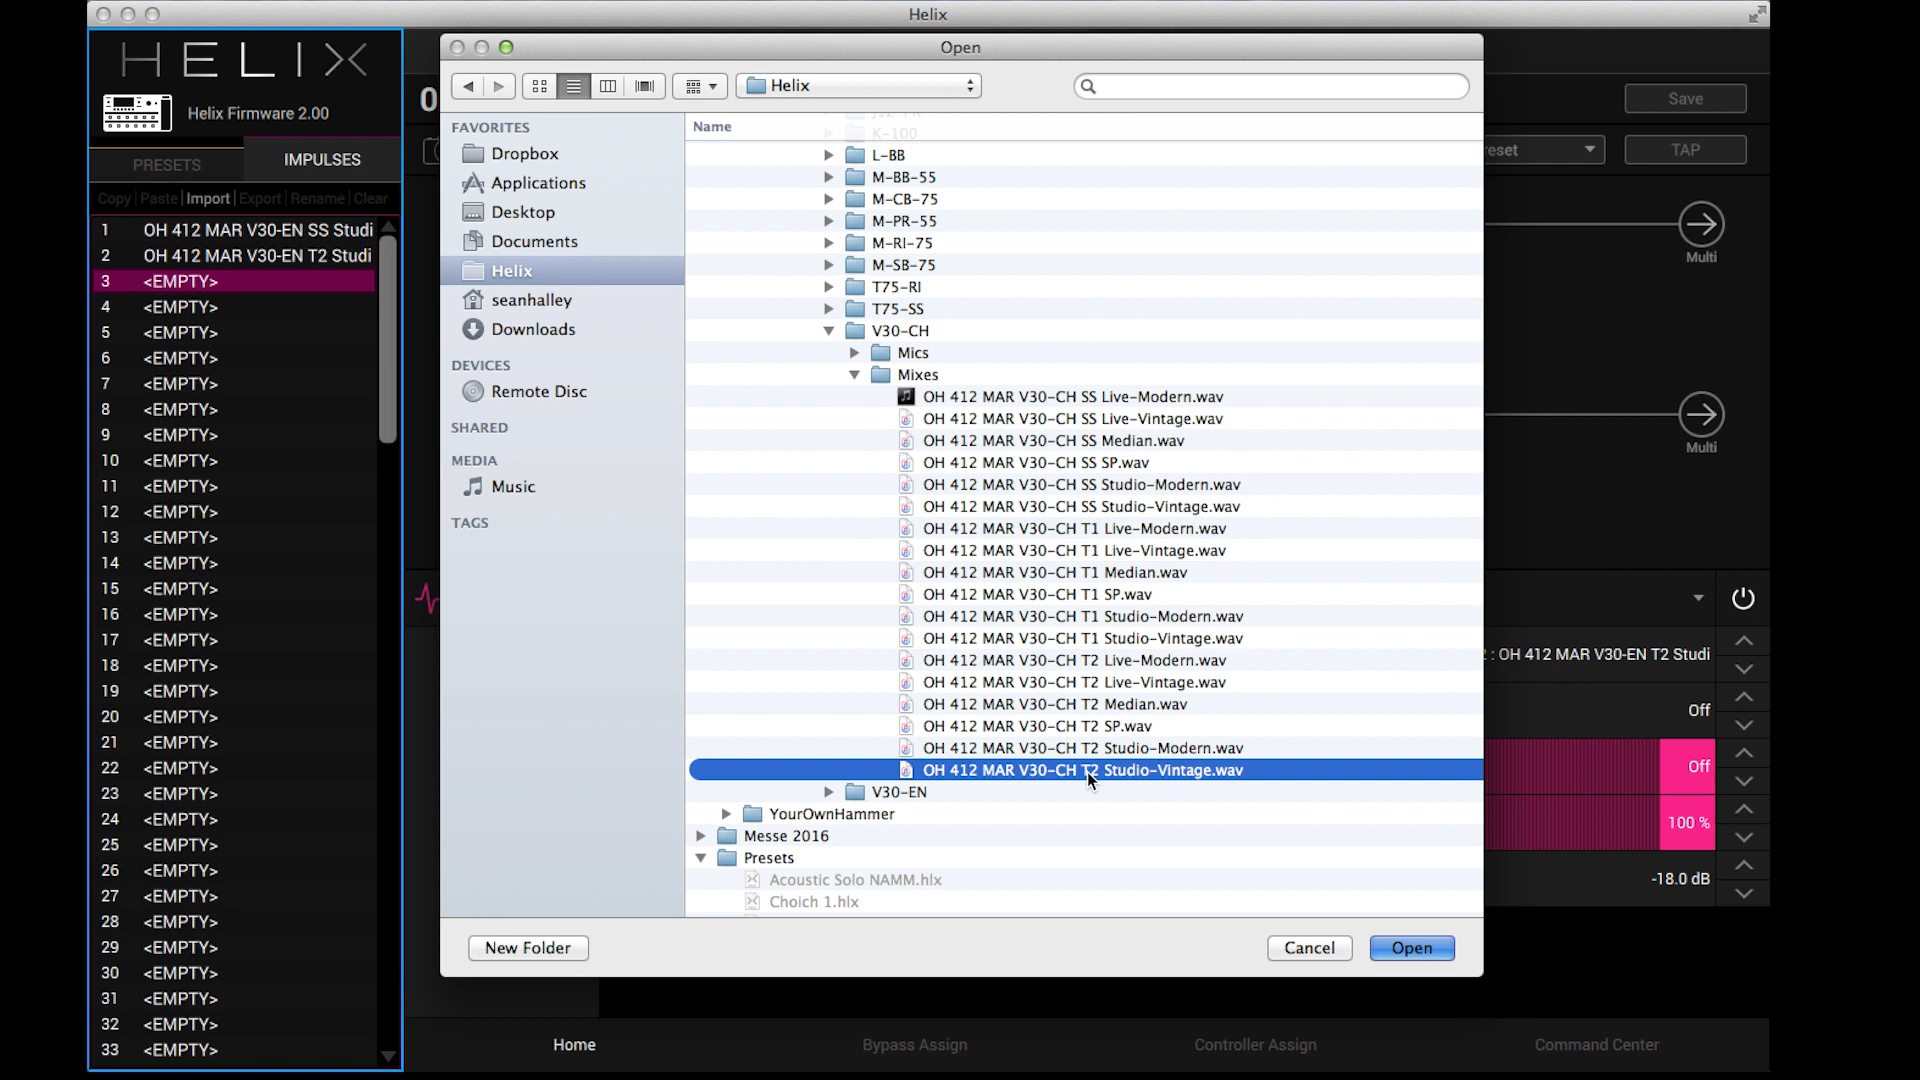 Helix
HELIX
Helix Firmware 2.00
PRESETS
IMPULSES
Copy | Paste | Import | Export | Rename | Clear
1 OH 412 MAR V30-EN SS Studi
2 OH 412 MAR V30-EN T2 Studi
3 <EMPTY>
4 <EMPTY>
5 <EMPTY>
6 <EMPTY>
7 <EMPTY>
8 <EMPTY>
9 <EMPTY>
10 <EMPTY>
11 <EMPTY>
12 <EMPTY>
13 <EMPTY>
14 <EMPTY>
15 <EMPTY>
16 <EMPTY>
17 <EMPTY>
18 <EMPTY>
19 <EMPTY>
20 <EMPTY>
21 <EMPTY>
22 <EMPTY>
23 <EMPTY>
24 <EMPTY>
25 <EMPTY>
26 <EMPTY>
27 <EMPTY>
28 <EMPTY>
29 <EMPTY>
30 <EMPTY>
31 <EMPTY>
32 <EMPTY>
33 <EMPTY>
Open
Helix
FAVORITES
Dropbox
Applications
Desktop
Documents
Helix
seanhalley
Downloads
DEVICES
Remote Disc
SHARED
MEDIA
Music
TAGS
Name
K-100
L-BB
M-BB-55
M-CB-75
M-PR-55
M-RI-75
M-SB-75
T75-RI
T75-SS
V30-CH
Mics
Mixes
OH 412 MAR V30-CH SS Live-Modern.wav
OH 412 MAR V30-CH SS Live-Vintage.wav
OH 412 MAR V30-CH SS Median.wav
OH 412 MAR V30-CH SS SP.wav
OH 412 MAR V30-CH SS Studio-Modern.wav
OH 412 MAR V30-CH SS Studio-Vintage.wav
OH 412 MAR V30-CH T1 Live-Modern.wav
OH 412 MAR V30-CH T1 Live-Vintage.wav
OH 412 MAR V30-CH T1 Median.wav
OH 412 MAR V30-CH T1 SP.wav
OH 412 MAR V30-CH T1 Studio-Modern.wav
OH 412 MAR V30-CH T1 Studio-Vintage.wav
OH 412 MAR V30-CH T2 Live-Modern.wav
OH 412 MAR V30-CH T2 Live-Vintage.wav
OH 412 MAR V30-CH T2 Median.wav
OH 412 MAR V30-CH T2 SP.wav
OH 412 MAR V30-CH T2 Studio-Modern.wav
OH 412 MAR V30-CH T2 Studio-Vintage.wav
V30-EN
YourOwnHammer
Messe 2016
Presets
Acoustic Solo NAMM.hlx
Choich 1.hlx
New Folder
Cancel
Open
0
Save
eset
TAP
Multi
Multi
: OH 412 MAR V30-EN T2 Studi
Off
Off
100 %
-18.0 dB
Home
Bypass Assign
Controller Assign
Command Center